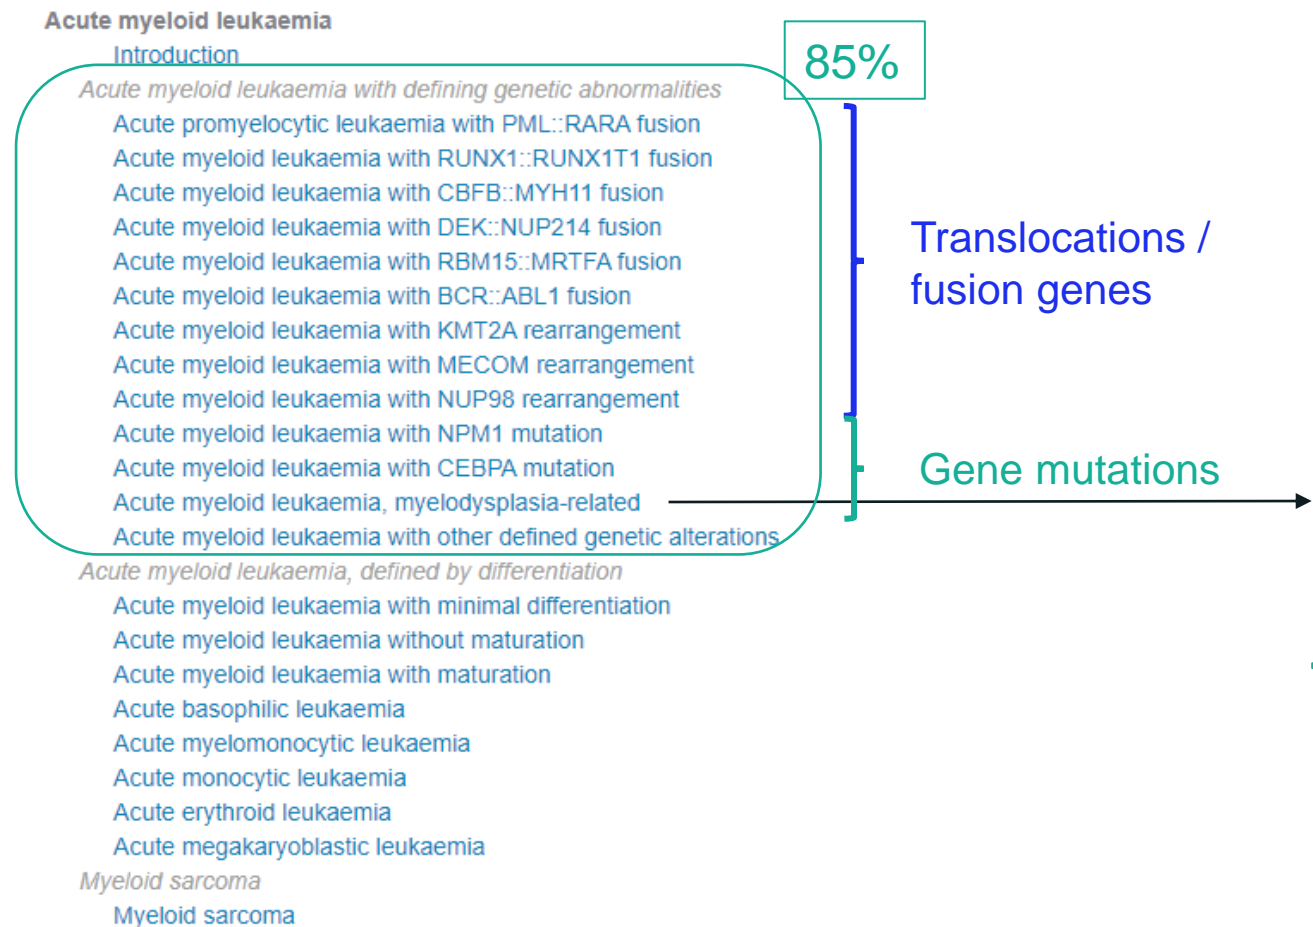 Acute myeloid leukaemia
Introduction
85%
Acute myeloid leukaemia with defining genetic abnormalities
Acute promyelocytic leukaemia with PML::RARA fusion
Acute myeloid leukaemia with RUNX1::RUNX1T1 fusion
Acute myeloid leukaemia with CBFB::MYH11 fusion
Acute myeloid leukaemia with DEK::NUP214 fusion
Acute myeloid leukaemia with RBM15::MRTFA fusion
Acute myeloid leukaemia with BCR::ABL1 fusion
Acute myeloid leukaemia with KMT2A rearrangement
Acute myeloid leukaemia with MECOM rearrangement
Acute myeloid leukaemia with NUP98 rearrangement
Translocations /
fusion genes
Acute myeloid leukaemia with NPM1 mutation
Acute myeloid leukaemia with CEBPA mutation
Acute myeloid leukaemia, myelodysplasia-related
Gene mutations
Acute myeloid leukaemia with other defined genetic alterations
Acute myeloid leukaemia, defined by differentiation
Acute myeloid leukaemia with minimal differentiation
Acute myeloid leukaemia without maturation
Acute myeloid leukaemia with maturation
Acute basophilic leukaemia
Acute myelomonocytic leukaemia
Acute monocytic leukaemia
Acute erythroid leukaemia
Acute megakaryoblastic leukaemia
Myeloid sarcoma
Myeloid sarcoma